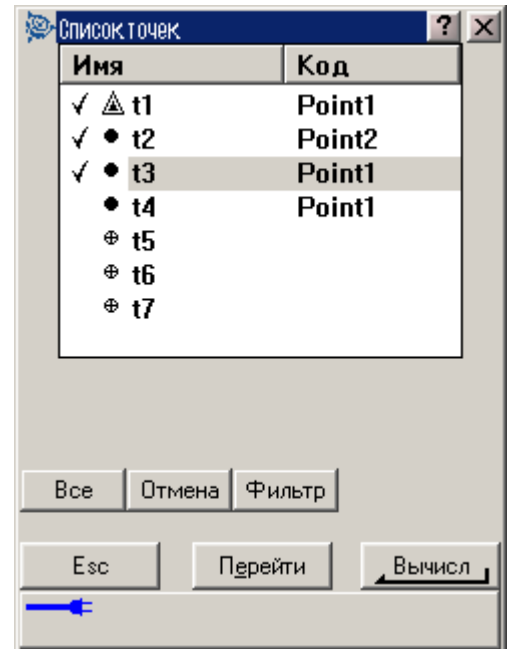 Список точек ?
Имя Код
t1 Point1
t2 Point2
t3 Point1
t4 Point1
t5
t6
t7
Все Отмена Фильтр
Esc Перейти Вычисл